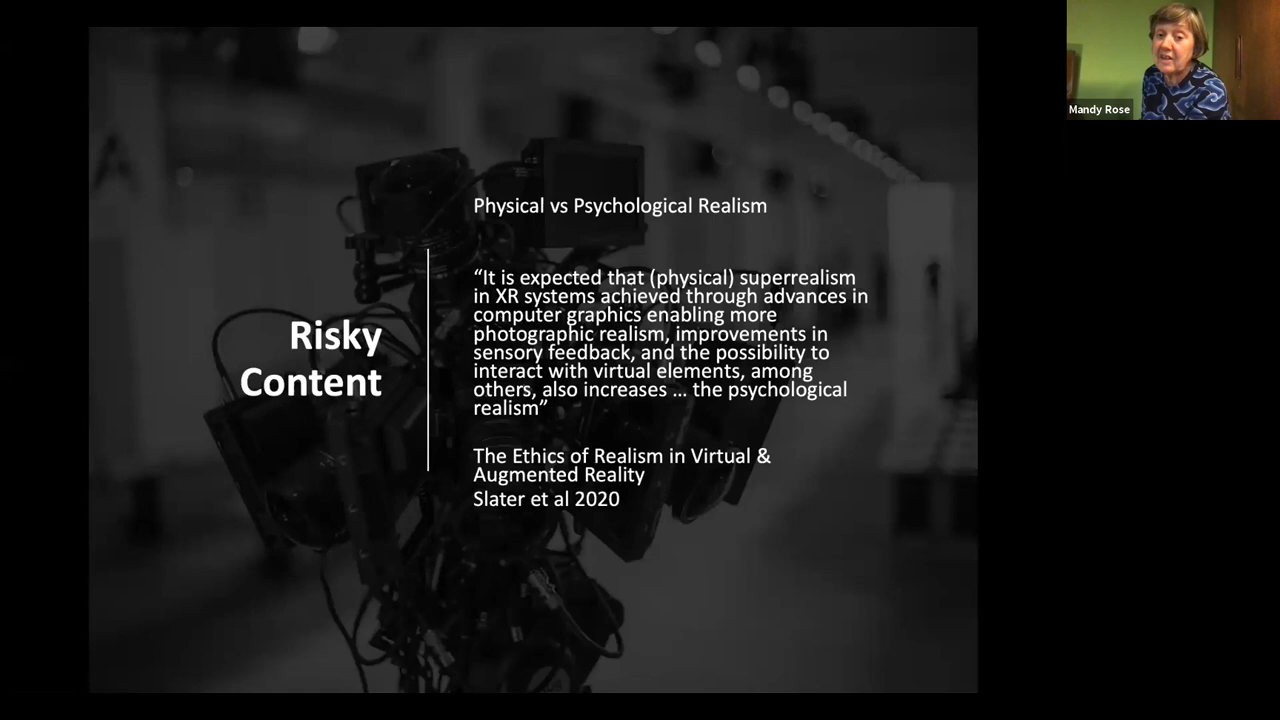 Risky
Content
Physical vs Psychological Realism
“It is expected that (physical) superrealism
in XR systems achieved through advances in
computer graphics enabling more
photographic realism, improvements in
sensory feedback, and the possibility to
interact with virtual elements, among
others, also increases … the psychological
realism”
The Ethics of Realism in Virtual &
Augmented Reality
Slater et al 2020
Mandy Rose